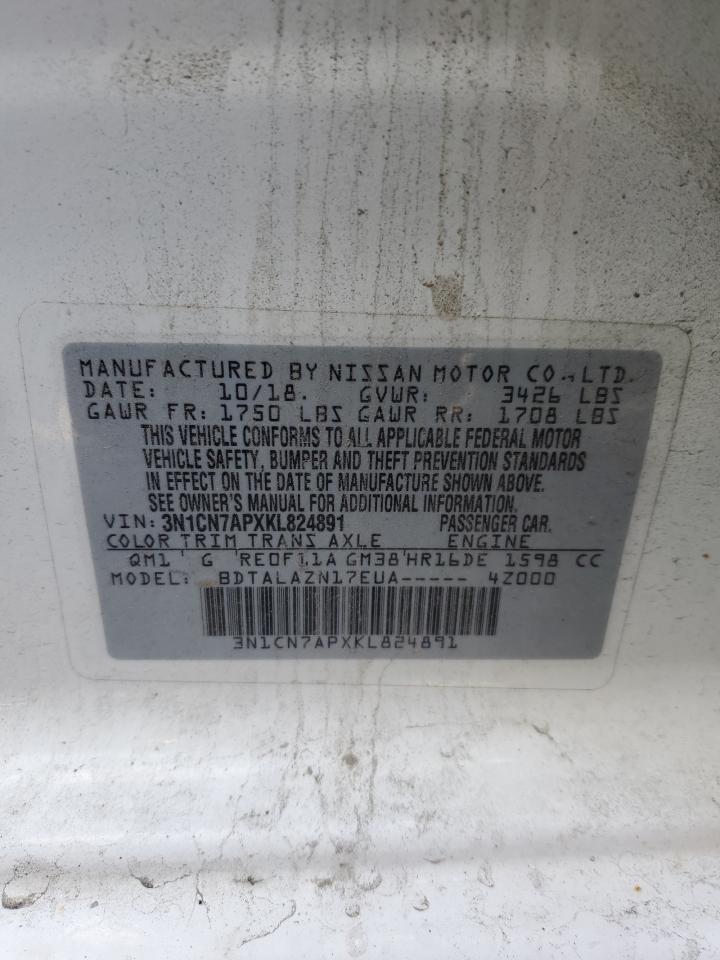 MANUFACTURED BY NISSAN MOTOR CO., LTD.
DATE: 10/18. GVWR: 3426 LBS
GAWR FR: 1750 LBS GAWR RR: 1708 LBS
THIS VEHICLE CONFORMS TO ALL APPLICABLE FEDERAL MOTOR
VEHICLE SAFETY, BUMPER AND THEFT PREVENTION STANDARDS
IN EFFECT ON THE DATE OF MANUFACTURE SHOWN ABOVE.
SEE OWNER'S MANUAL FOR ADDITIONAL INFORMATION.
VIN: 3N1CN7APXKL824891 PASSENGER CAR.
COLOR TRIM TRANS AXLE ENGINE
QM1 G RE0F11A GM38 HR16DE 1598 CC
MODEL: BDTALAZN17EUA----- 4Z000
3N1CN7APXKL824891